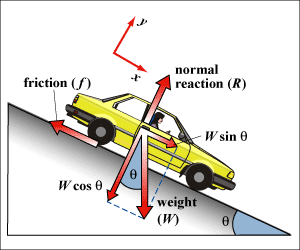 y
x
friction (f)
normal
reaction (R)
W sin θ
W cos θ
θ
weight
(W)
θ